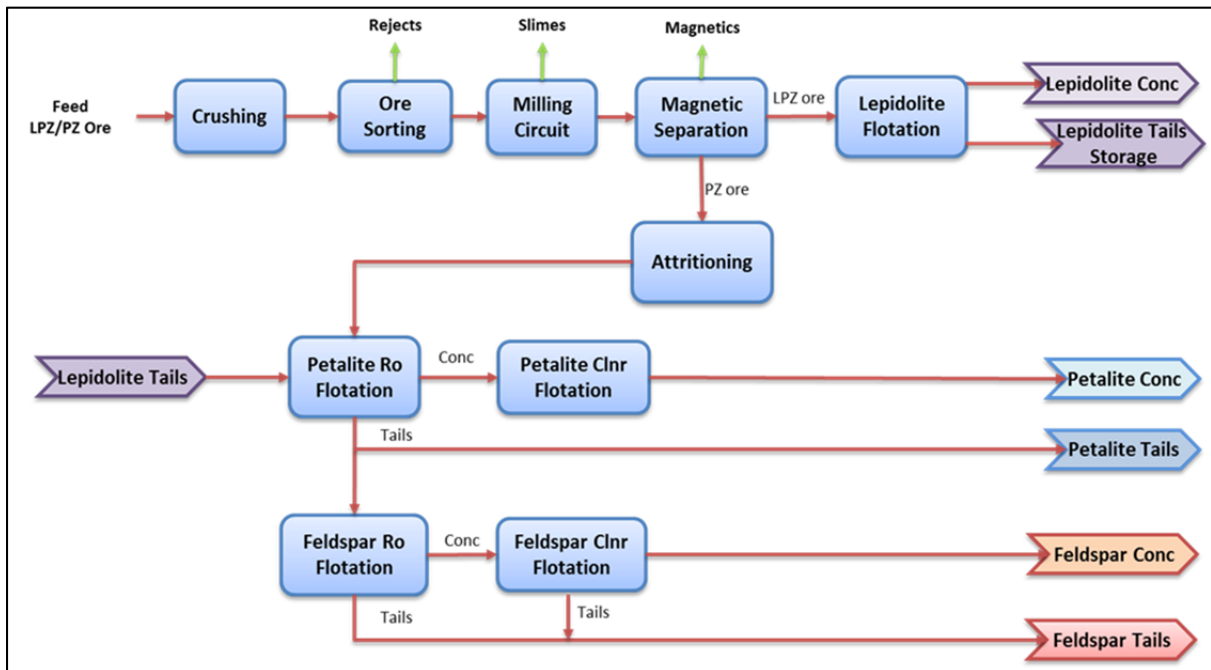 Rejects
Slimes
Magnetics
Feed
LPZ/PZ Ore
Crushing
Ore
Sorting
Milling
Circuit
Magnetic
Separation
LPZ ore
Lepidolite
Flotation
Lepidolite Conc
Lepidolite Tails
Storage
PZ ore
Attritioning
Lepidolite Tails
Petalite Ro
Flotation
Conc
Petalite Clnr
Flotation
Petalite Conc
Tails
Petalite Tails
Feldspar Ro
Flotation
Conc
Feldspar Clnr
Flotation
Feldspar Conc
Tails
Tails
Feldspar Tails